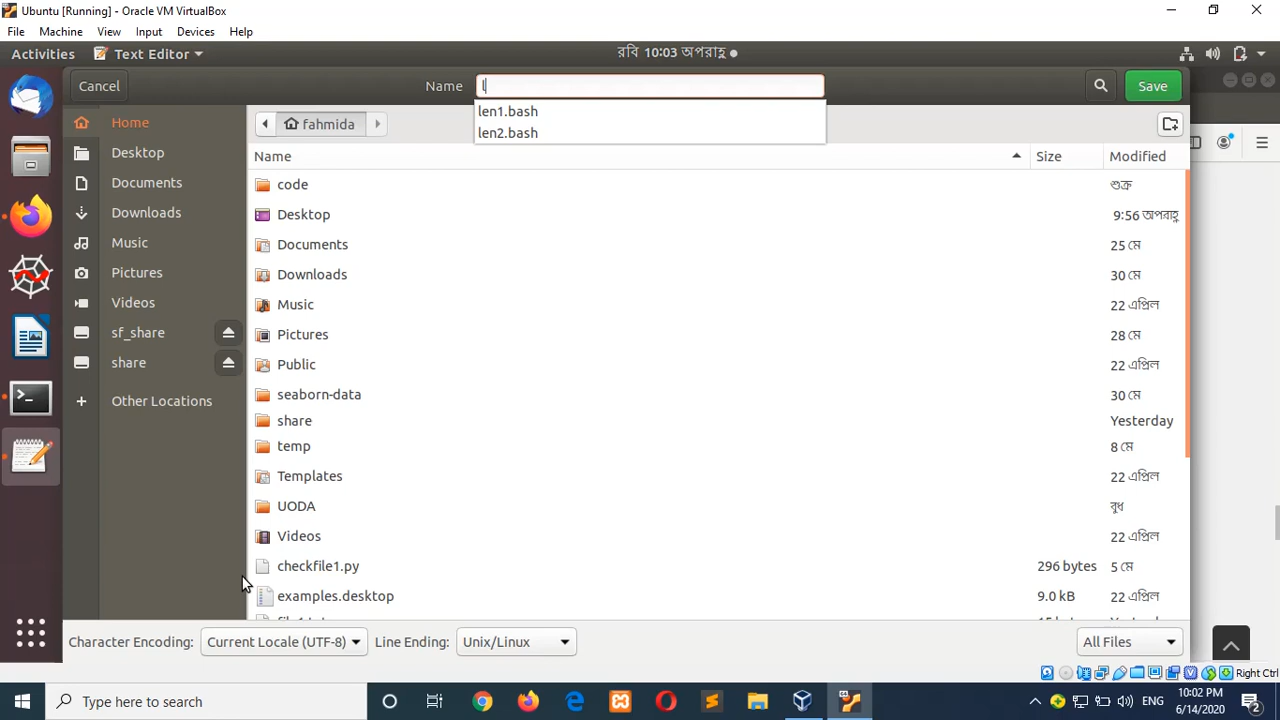 Ubuntu [Running] - Oracle VM VirtualBox
File Machine View Input Devices Help
Activities Text Editor রবি 10:03 অপরাহ্ণ
Cancel Name l Save
len1.bash
len2.bash
Home
Desktop
Documents
Downloads
Music
Pictures
Videos
sf_share
share
Other Locations
fahmida
Name Size Modified
code শুক্র
Desktop 9:56 অপরাহ্ণ
Documents 25 মে
Downloads 30 মে
Music 22 এপ্রিল
Pictures 28 মে
Public 22 এপ্রিল
seaborn-data 30 মে
share Yesterday
temp 8 মে
Templates 22 এপ্রিল
UODA বুধ
Videos 22 এপ্রিল
checkfile1.py 296 bytes 5 মে
examples.desktop 9.0 kB 22 এপ্রিল
Character Encoding: Current Locale (UTF-8) Line Ending: Unix/Linux All Files
Right Ctrl
Type here to search
ENG
10:02 PM
6/14/2020
2